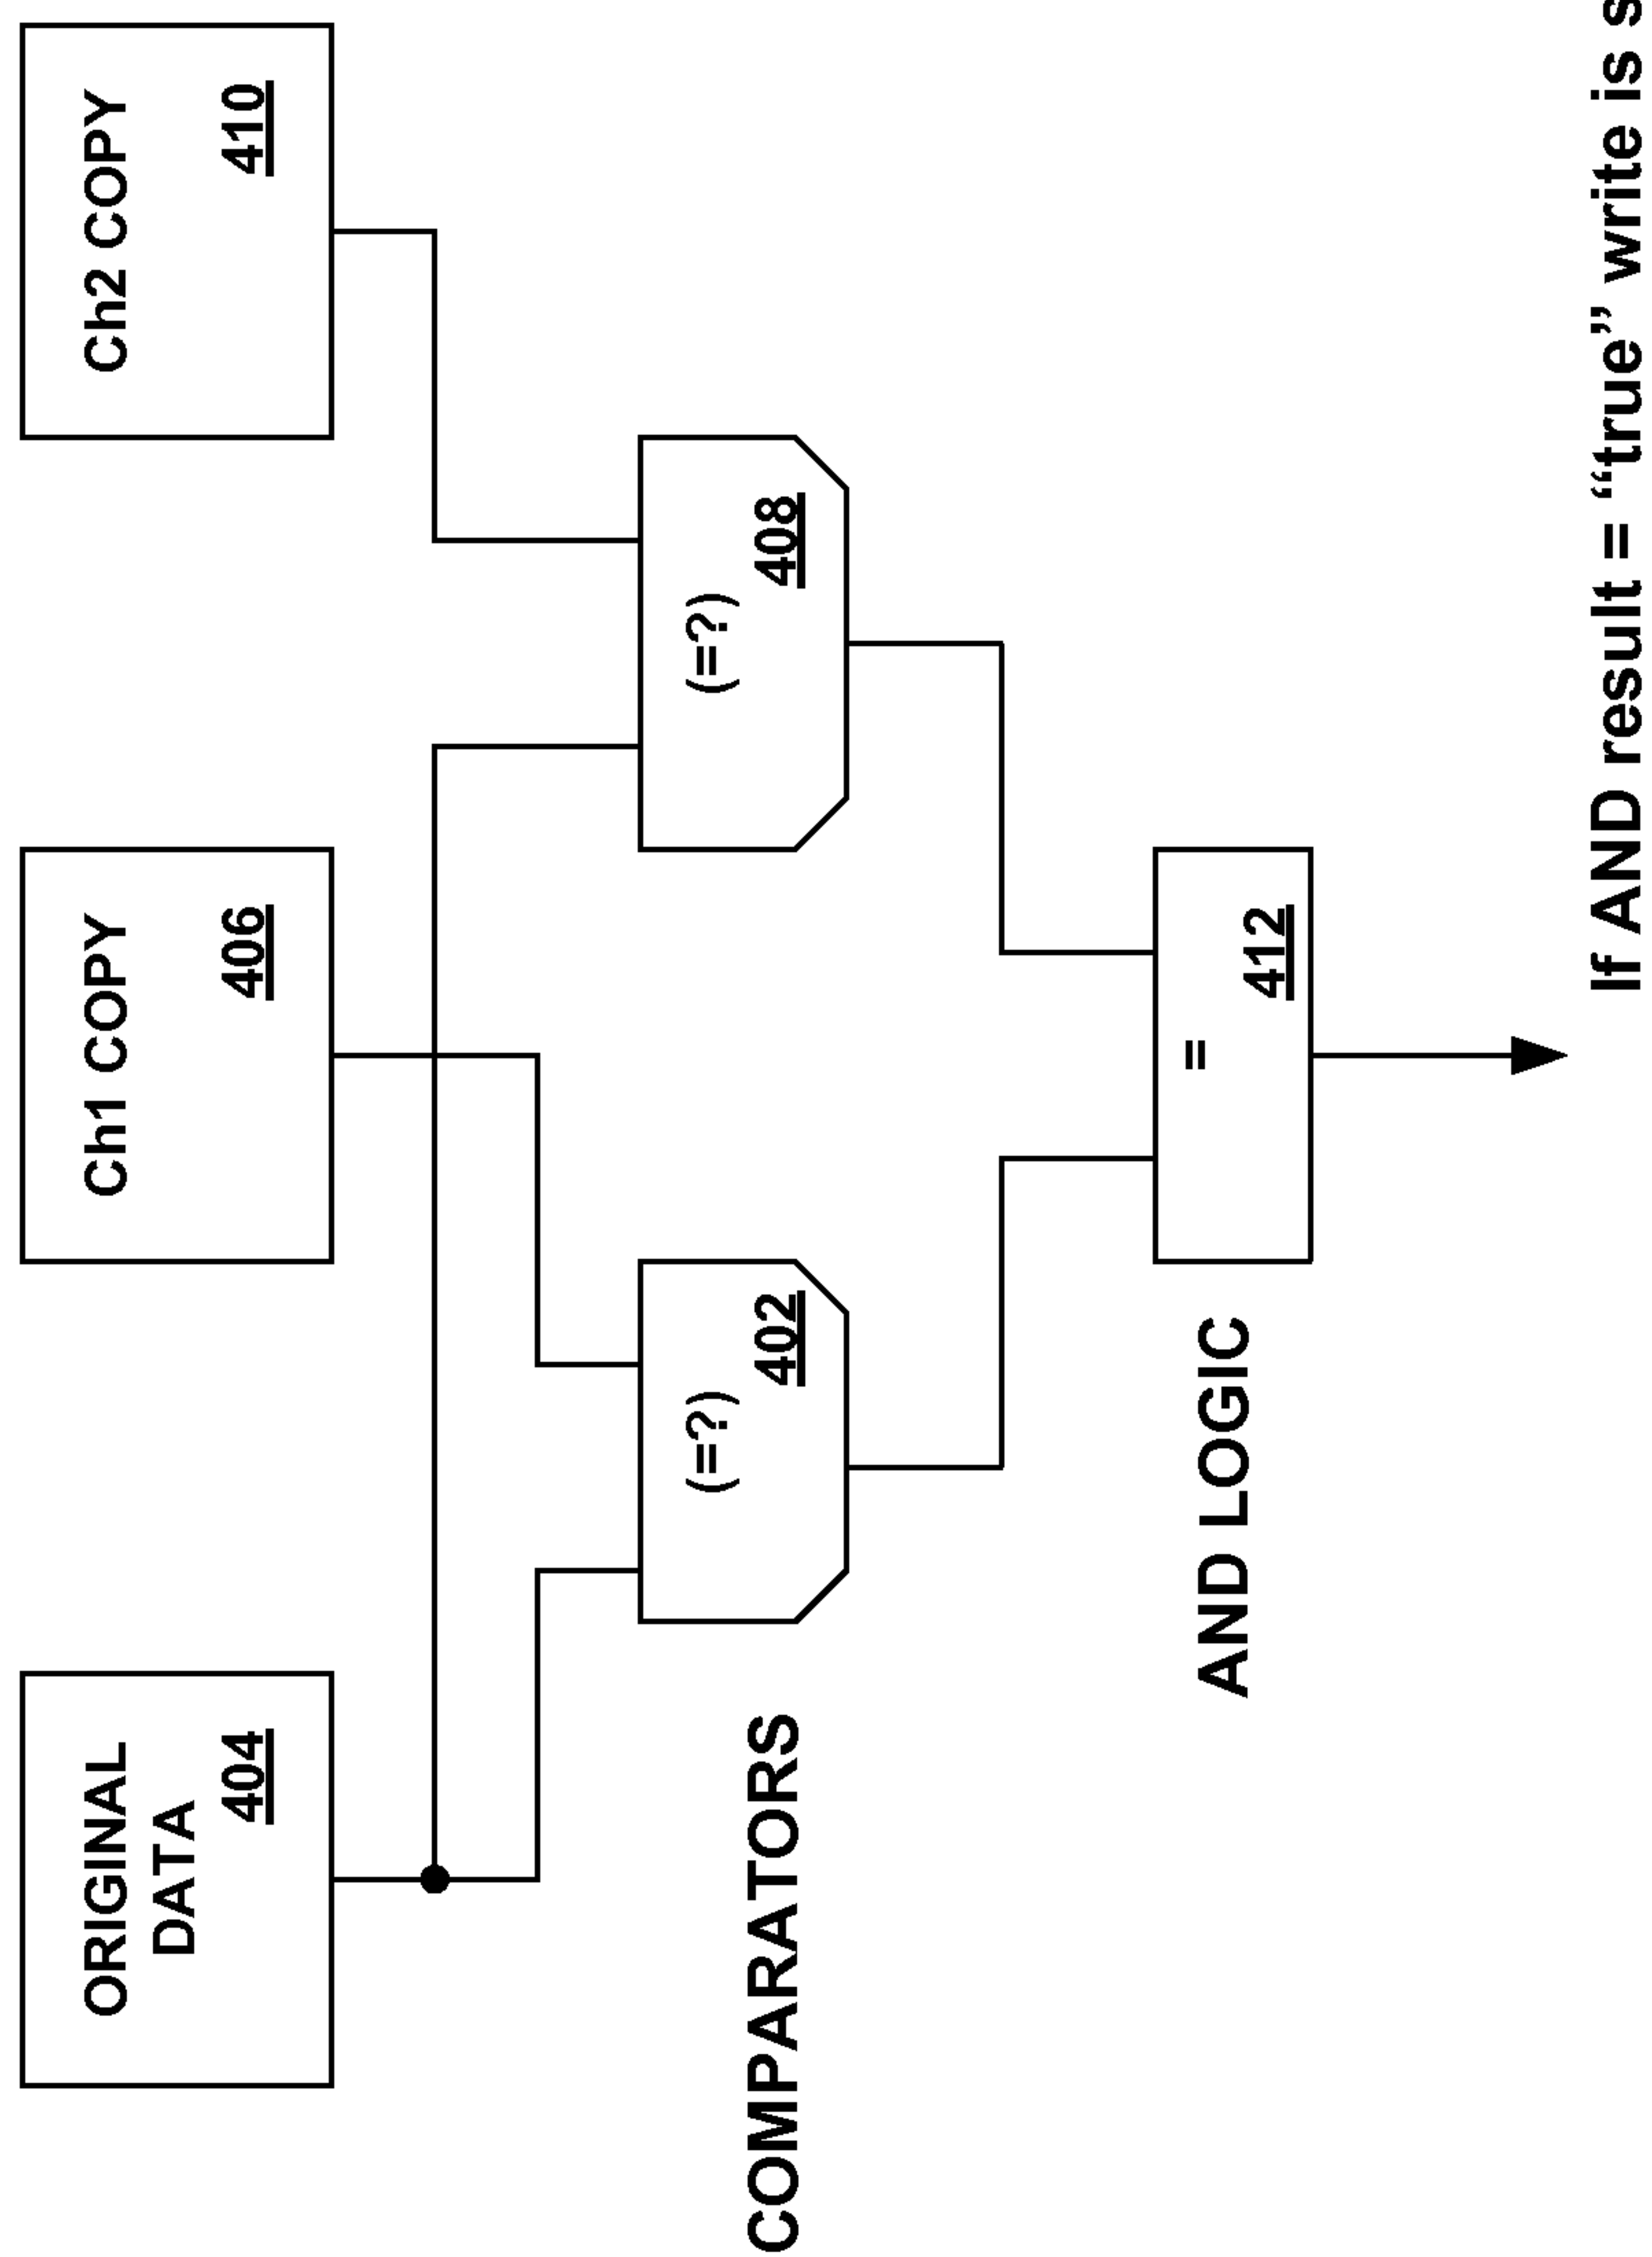 ORIGINAL
DATA
404
Ch1 COPY
406
Ch2 COPY
410
COMPARATORS
(=?)
402
(=?)
408
AND LOGIC
=
412
If AND result = “true” write is